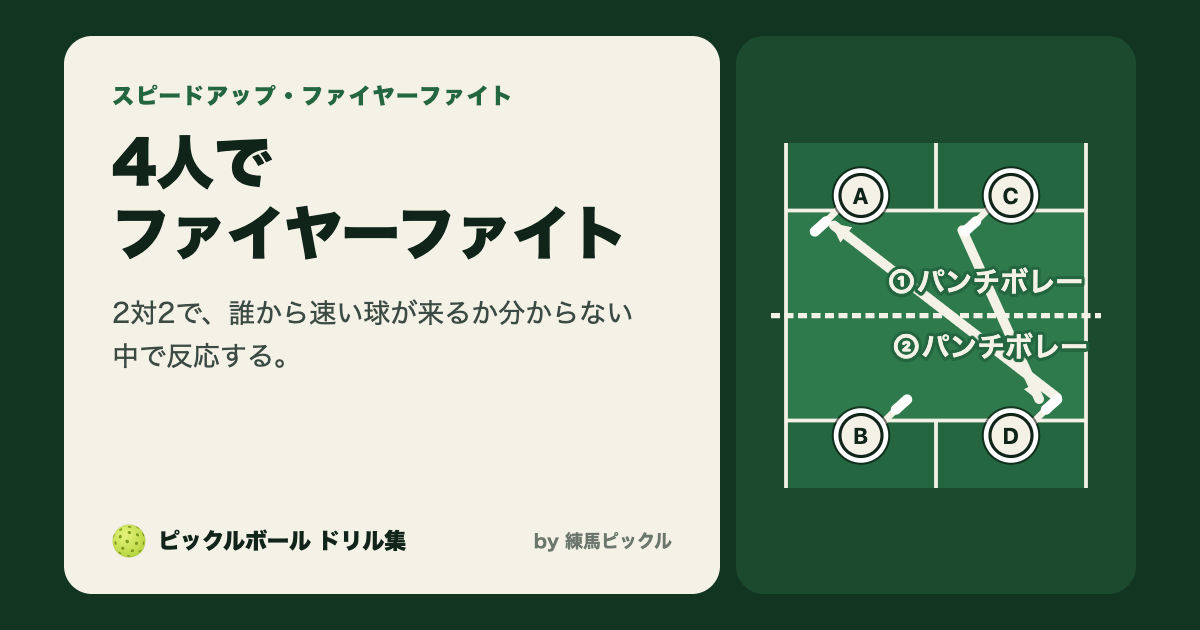 スピードアップ・ファイヤーファイト
4人で
ファイヤーファイト
2対2で、誰から速い球が来るか分からない
中で反応する。
ピックルボール ドリル集
by 練馬ピックル
A
C
①パンチボレー
②パンチボレー
B
D